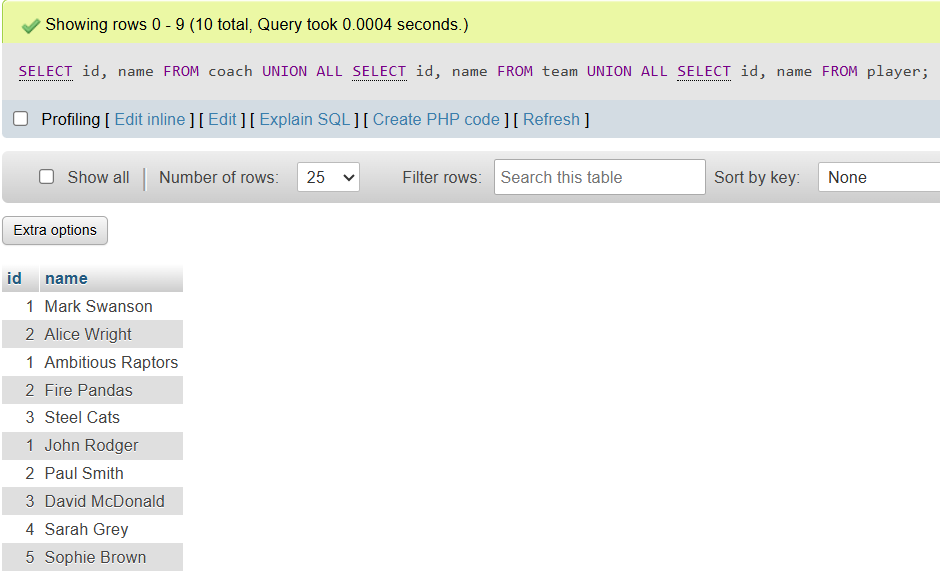 Showing rows 0 - 9 (10 total, Query took 0.0004 seconds.)
SELECT id, name FROM coach UNION ALL SELECT id, name FROM team UNION ALL SELECT id, name FROM player;
Profiling [ Edit inline ] [ Edit ] [ Explain SQL ] [ Create PHP code ] [ Refresh ]
Show all Number of rows: 25 Filter rows: Search this table Sort by key: None
Extra options
id name
1 Mark Swanson
2 Alice Wright
1 Ambitious Raptors
2 Fire Pandas
3 Steel Cats
1 John Rodger
2 Paul Smith
3 David McDonald
4 Sarah Grey
5 Sophie Brown